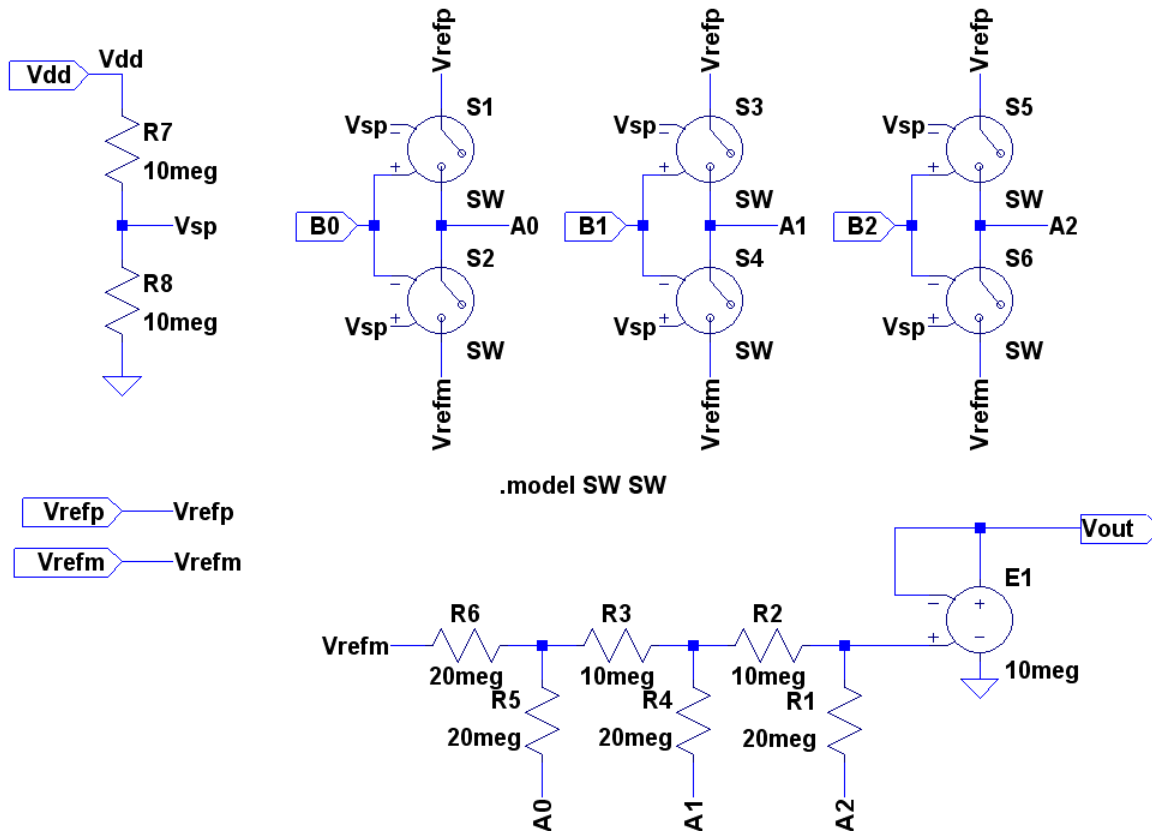 Vdd
Vdd
R7
10meg
Vsp
R8
10meg
Vrefp
S1
Vsp
SW
B0
A0
S2
Vsp
SW
Vrefm
Vrefp
S3
Vsp
SW
B1
A1
S4
Vsp
SW
Vrefm
Vrefp
S5
Vsp
SW
B2
A2
S6
Vsp
SW
Vrefm
.model SW SW
Vrefp
Vrefp
Vrefm
Vrefm
Vout
E1
10meg
Vrefm
R6
20meg
R3
10meg
R2
10meg
R5
20meg
R4
20meg
R1
20meg
A0
A1
A2